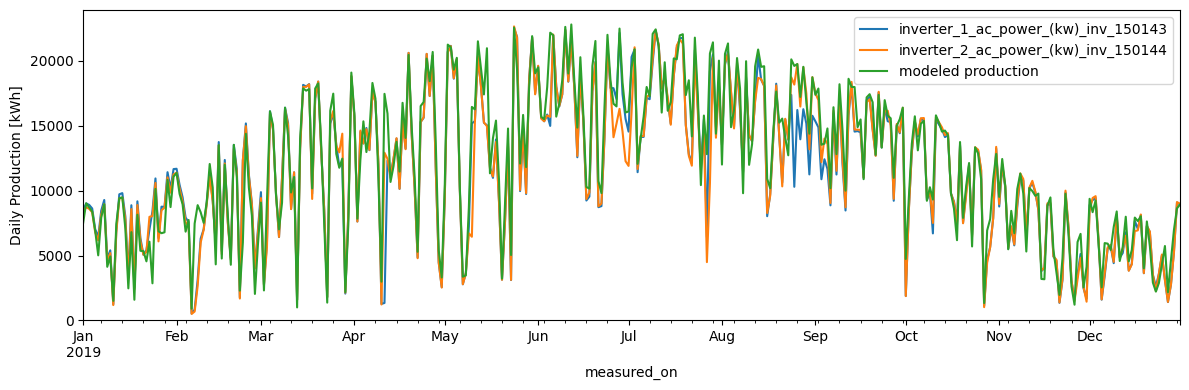 inverter_1_ac_power_(kw)_inv_150143
inverter_2_ac_power_(kw)_inv_150144
modeled production
Daily Production [kWh]
20000
15000
10000
5000
0
Jan Feb Mar Apr May Jun Jul Aug Sep Oct Nov Dec
2019
measured_on